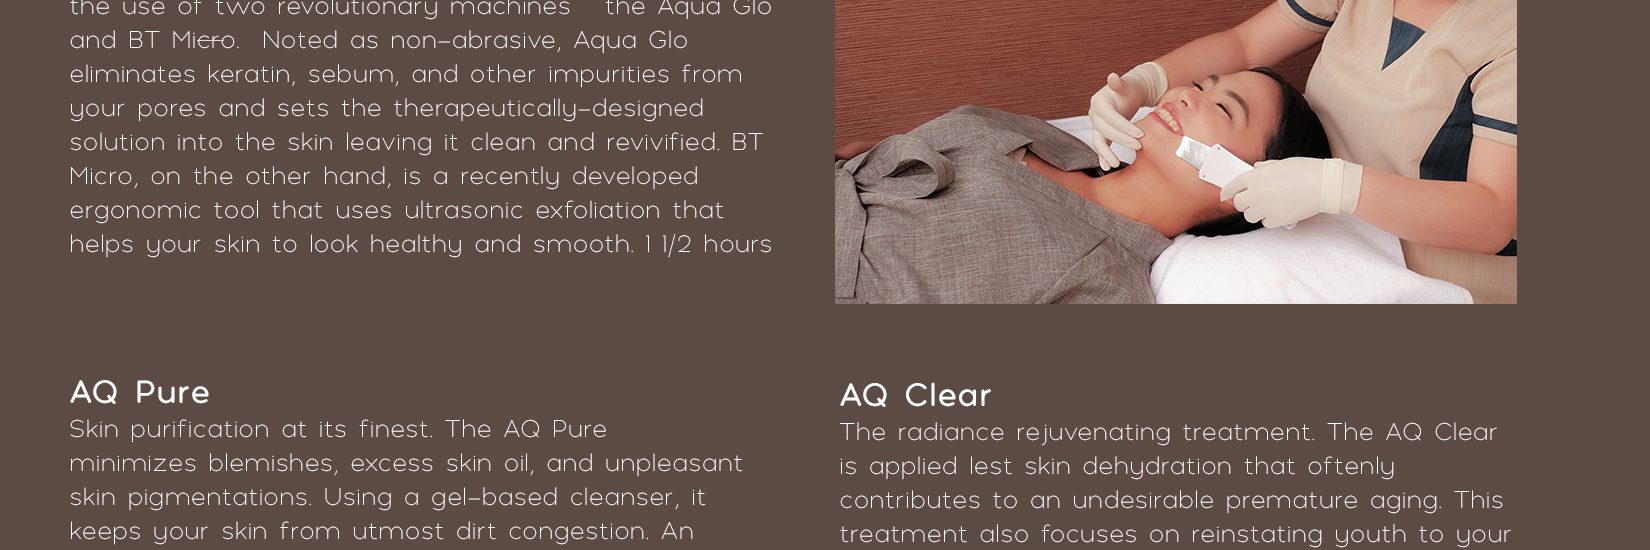 the use of two revolutionary machines the Aqua Glo
and BT Micro. Noted as non-abrasive, Aqua Glo
eliminates keratin, sebum, and other impurities from
your pores and sets the therapeutically-designed
solution into the skin leaving it clean and revivified. BT
Micro, on the other hand, is a recently developed
ergonomic tool that uses ultrasonic exfoliation that
helps your skin to look healthy and smooth. 1 1/2 hours
AQ Pure
Skin purification at its finest. The AQ Pure
minimizes blemishes, excess skin oil, and unpleasant
skin pigmentations. Using a gel-based cleanser, it
keeps your skin from utmost dirt congestion. An
AQ Clear
The radiance rejuvenating treatment. The AQ Clear
is applied lest skin dehydration that oftenly
contributes to an undesirable premature aging. This
treatment also focuses on reinstating youth to your